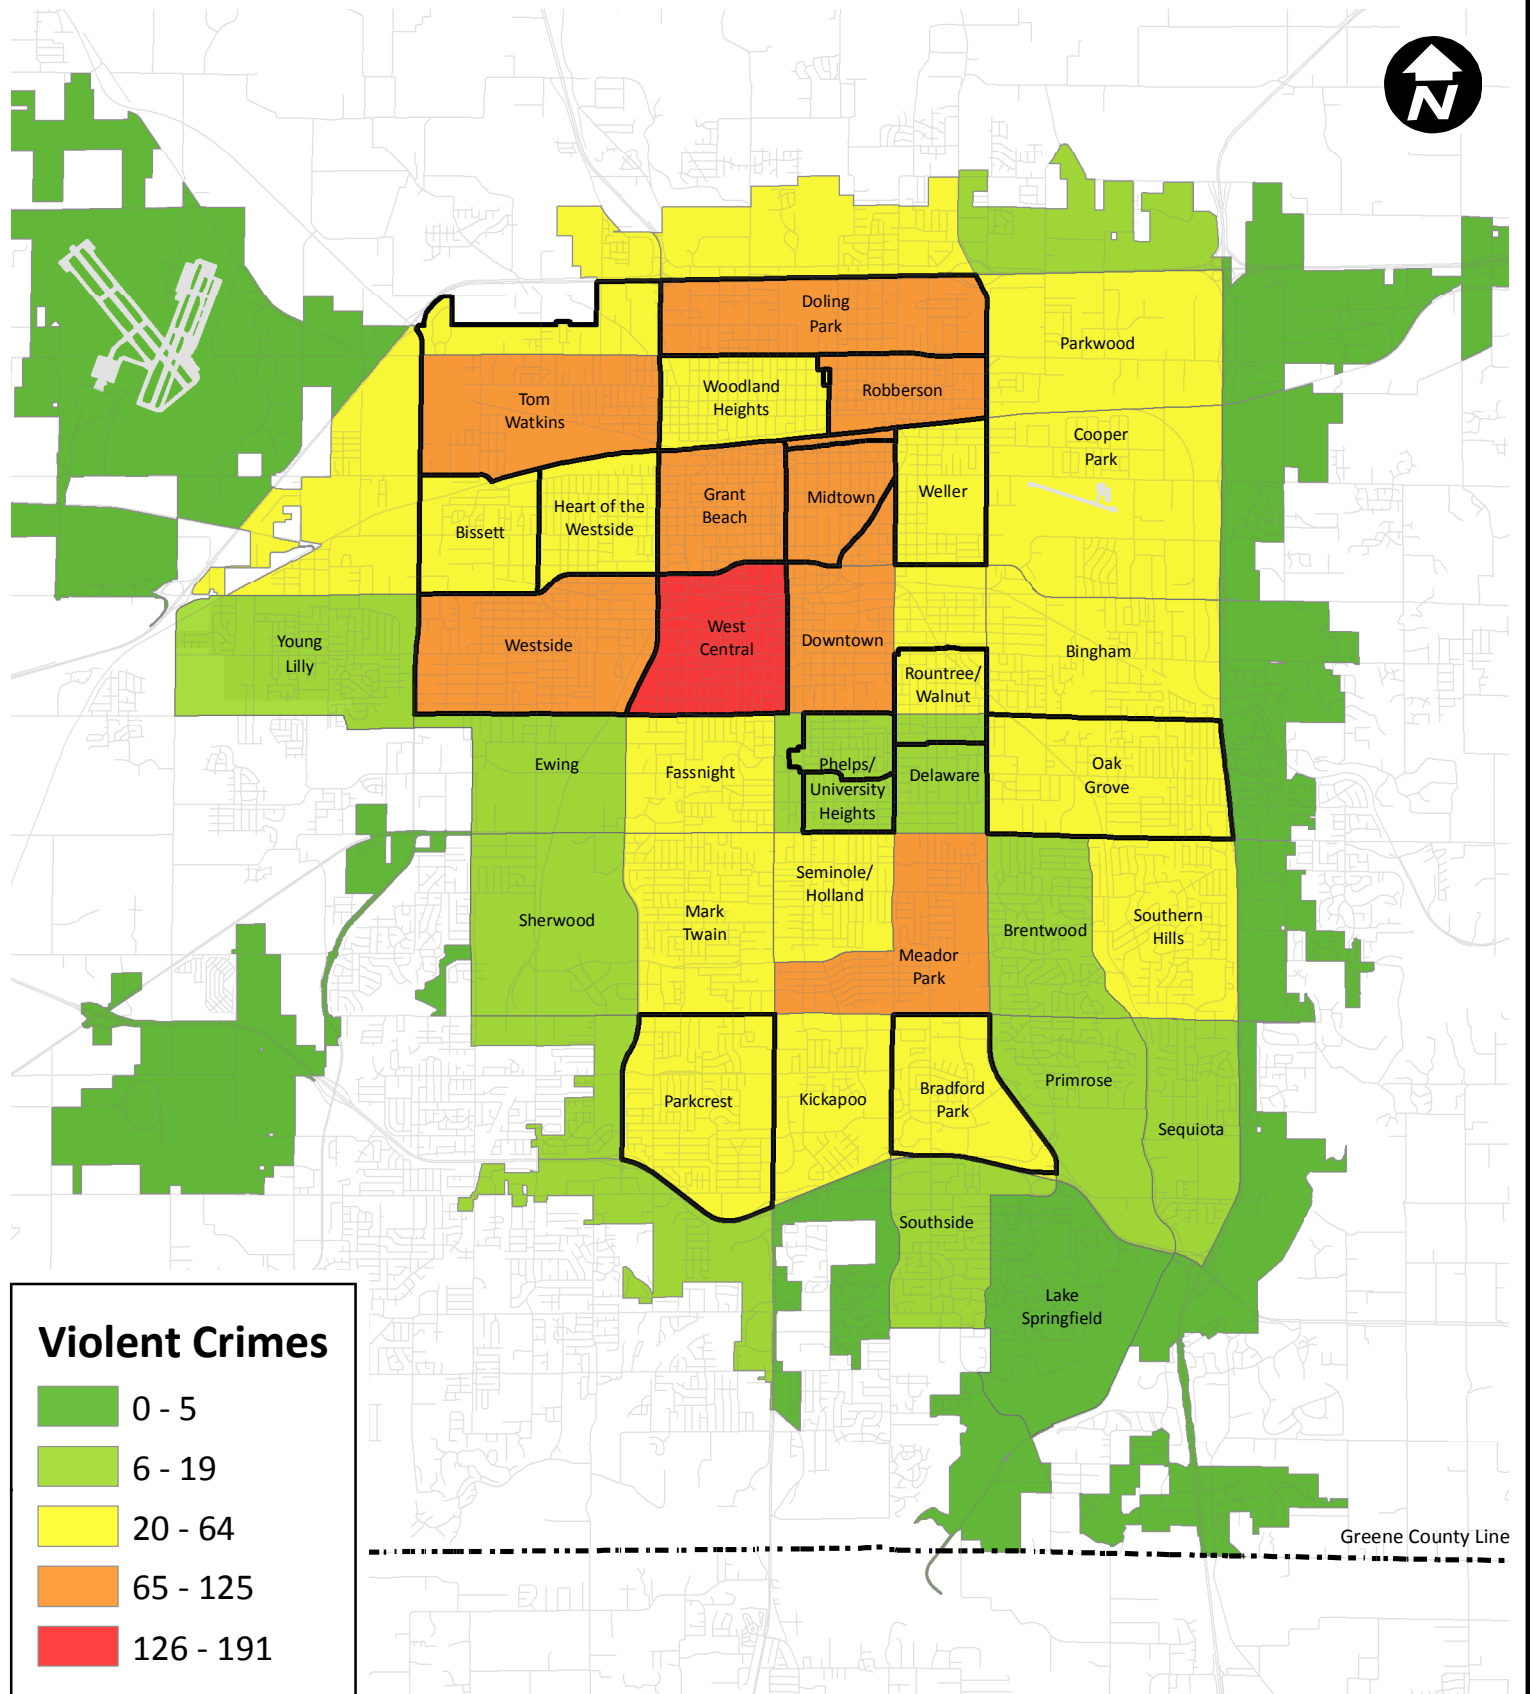 N
Doling
Park
Parkwood
Woodland
Heights
Robberson
Tom
Watkins
Cooper
Park
Grant
Beach
Midtown
Weller
Heart of the
Westside
Bissett
Young
Lilly
Westside
West
Central
Downtown
Bingham
Rountree/
Walnut
Ewing
Fassnight
Phelps/
University
Heights
Delaware
Oak
Grove
Seminole/
Holland
Sherwood
Mark
Twain
Meador
Park
Brentwood
Southern
Hills
Parkcrest
Kickapoo
Bradford
Park
Primrose
Sequiota
Southside
Lake
Springfield
Violent Crimes
0 - 5
6 - 19
20 - 64
65 - 125
126 - 191
Greene County Line